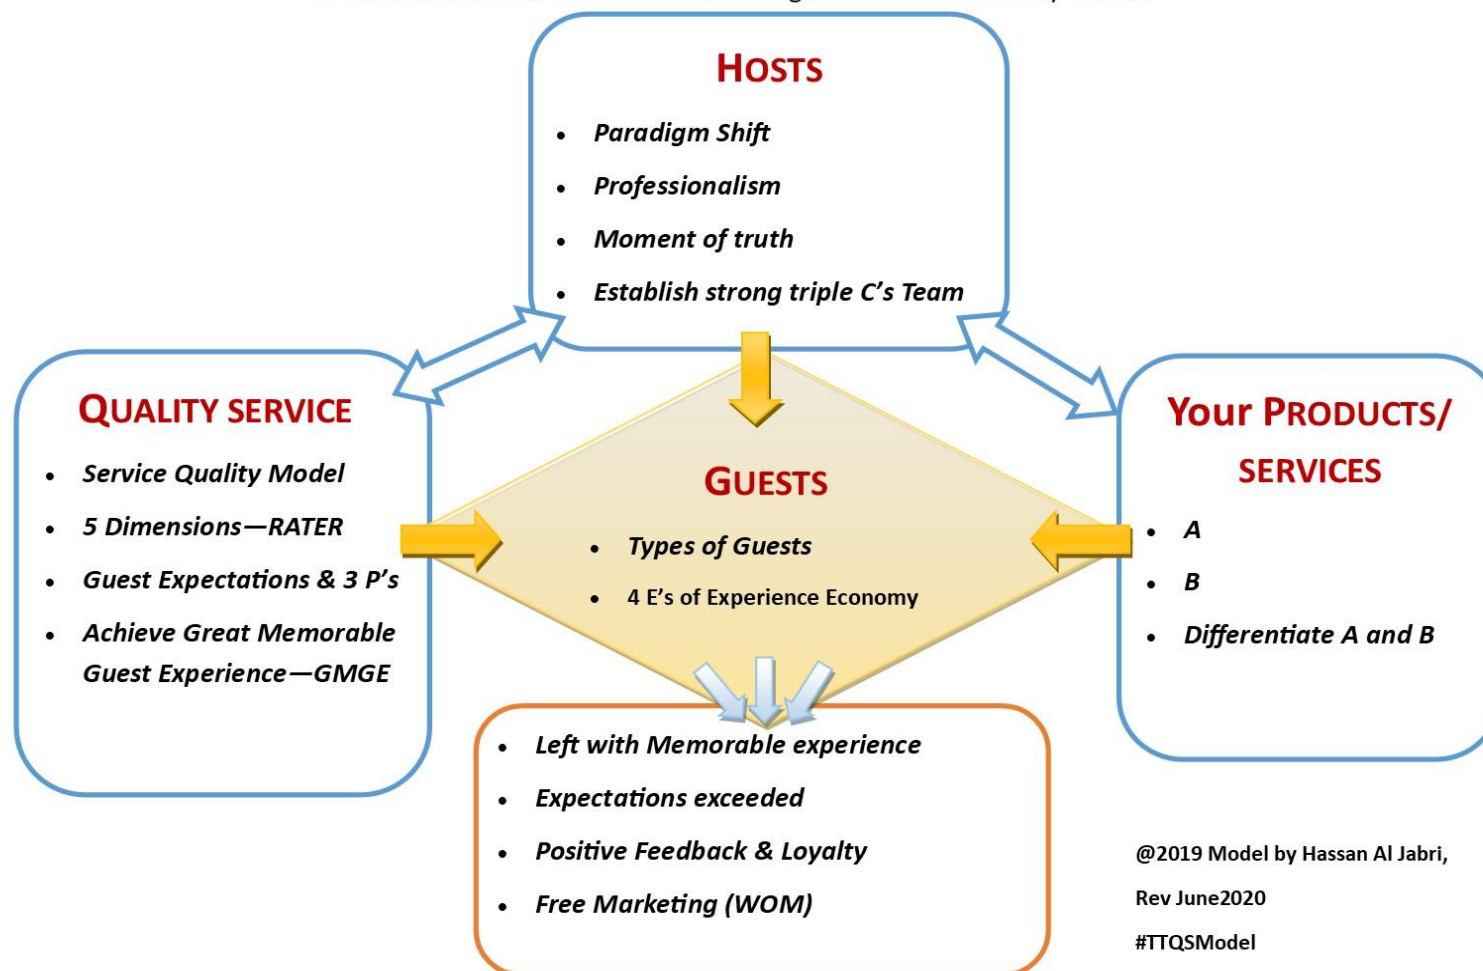 HOSTS
Paradigm Shift
Professionalism
Moment of truth
Establish strong triple C’s Team
QUALITY SERVICE
Service Quality Model
5 Dimensions—RATER
Guest Expectations & 3 P’s
Achieve Great Memorable
Guest Experience—GMGE
GUESTS
Types of Guests
4 E’s of Experience Economy
Your PRODUCTS/
SERVICES
A
B
Differentiate A and B
Left with Memorable experience
Expectations exceeded
Positive Feedback & Loyalty
Free Marketing (WOM)
@2019 Model by Hassan Al Jabri,
Rev June2020
#TTQSModel